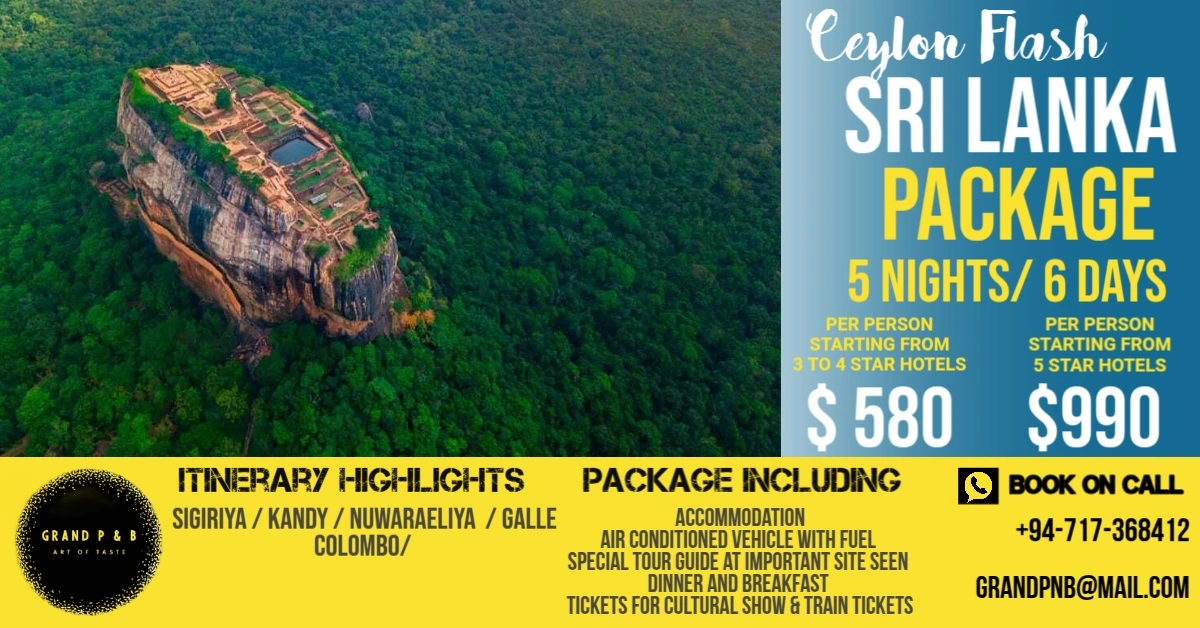 Ceylon Flash
SRI LANKA
PACKAGE
5 NIGHTS/ 6 DAYS
PER PERSON
STARTING FROM
3 TO 4 STAR HOTELS
$ 580
PER PERSON
STARTING FROM
5 STAR HOTELS
$990
GRAND P & B
ART OF TASTE
ITINERARY HIGHLIGHTS
SIGIRIYA / KANDY / NUWARAELIYA / GALLE
COLOMBO/
PACKAGE INCLUDING
ACCOMMODATION
AIR CONDITIONED VEHICLE WITH FUEL
SPECIAL TOUR GUIDE AT IMPORTANT SITE SEEN
DINNER AND BREAKFAST
TICKETS FOR CULTURAL SHOW & TRAIN TICKETS
BOOK ON CALL
+94-717-368412
GRANDPNB@MAIL.COM